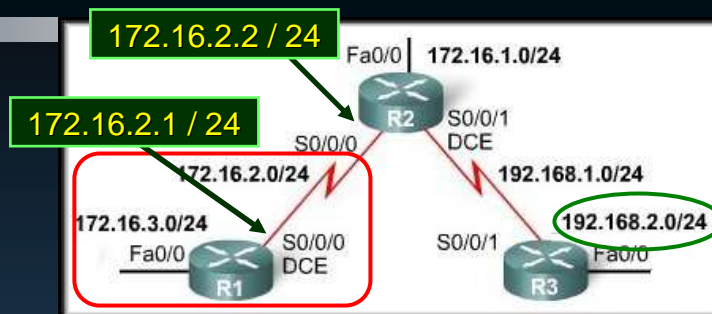 172.16.2.2 / 24
Fa0/0 172.16.1.0/24
172.16.2.1 / 24
R2
S0/0/1
DCE
S0/0/0
172.16.2.0/24
192.168.1.0/24
172.16.3.0/24
192.168.2.0/24
Fa0/0
S0/0/0
DCE
S0/0/1
Fa0/0
R1
R3